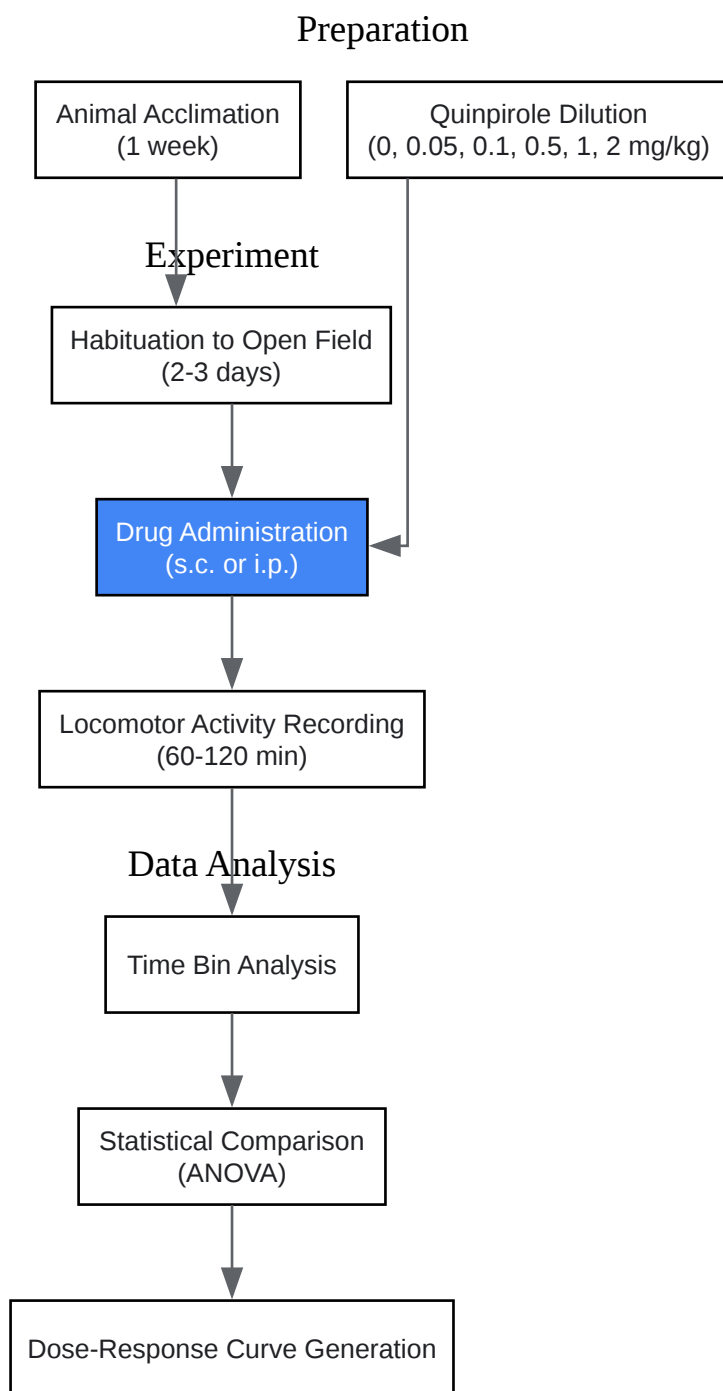 Preparation
Animal Acclimation
(1 week)
Quinpirole Dilution
(0, 0.05, 0.1, 0.5, 1, 2 mg/kg)
Experiment
Habituation to Open Field
(2-3 days)
Drug Administration
(s.c. or i.p.)
Locomotor Activity Recording
(60-120 min)
Data Analysis
Time Bin Analysis
Statistical Comparison
(ANOVA)
Dose-Response Curve Generation